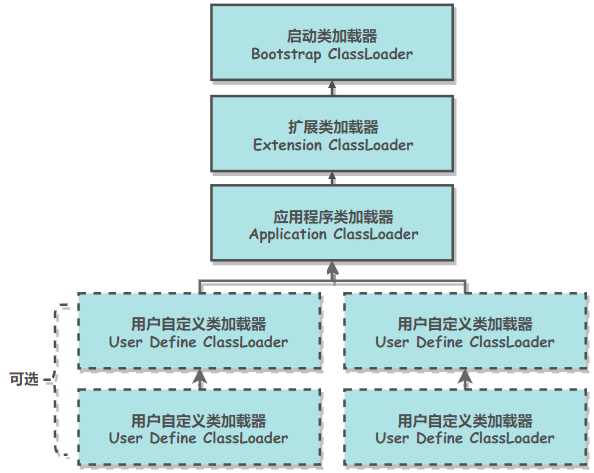 启动类加载器
Bootstrap ClassLoader
扩展类加载器
Extension ClassLoader
应用程序类加载器
Application ClassLoader
用户自定义类加载器
User Define ClassLoader
用户自定义类加载器
User Define ClassLoader
可选
用户自定义类加载器
User Define ClassLoader
用户自定义类加载器
User Define ClassLoader